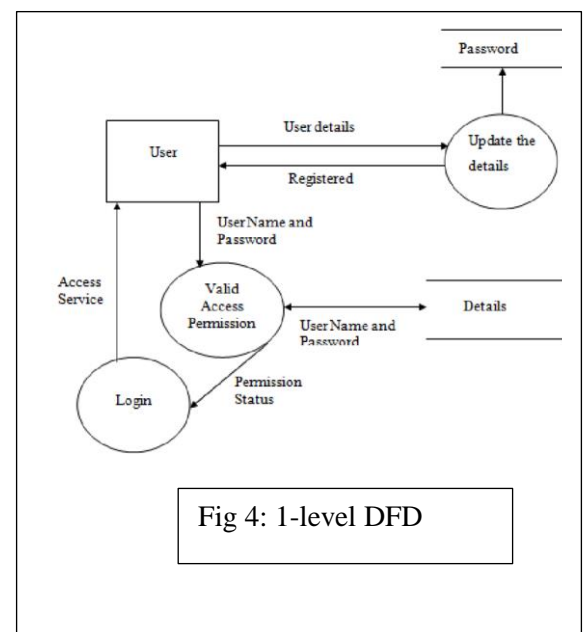 Password
User details
Update the
details
User
Registered
UserName and
Password
Access
Service
Valid
Access
Permission
Details
UserName and
Password
Permission
Status
Login
Fig 4: 1-level DFD